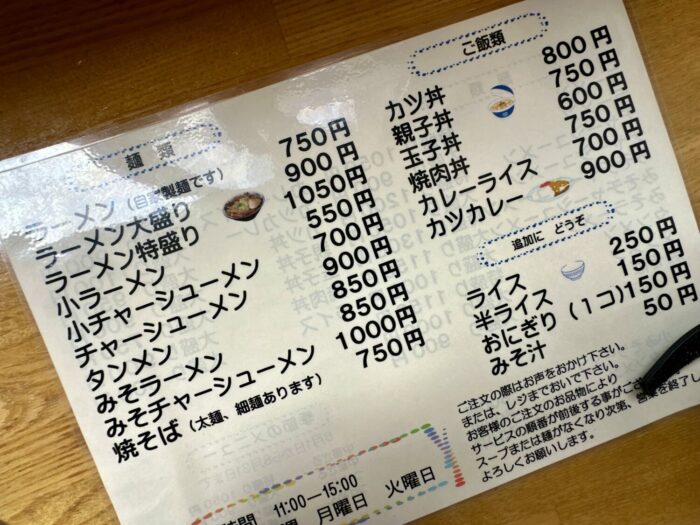 麺 類
ラーメン（自家製麺です） 750円
ラーメン大盛り 900円
ラーメン特盛り 1050円
小ラーメン 550円
小チャーシューメン 700円
チャーシューメン 900円
タンメン 850円
みそラーメン 850円
みそチャーシューメン 1000円
焼そば（太麺、細麺あります） 750円
ご飯類
カツ丼 800円
親子丼 750円
玉子丼 600円
焼肉丼 750円
カレーライス 700円
カツカレー 900円
追加に どうぞ
ライス 250円
半ライス 150円
おにぎり（1コ）150円
みそ汁 50円
ご注文の際はお声をおかけ下さい。
または、レジまでおいで下さい。
お客様のご注文のお品物により
サービスの順番が前後する事がござ
スープまたは麺がなくなり次第、営業を終了し
よろしくお願いします。
時間 11:00―15:00
週 月曜日 火曜日